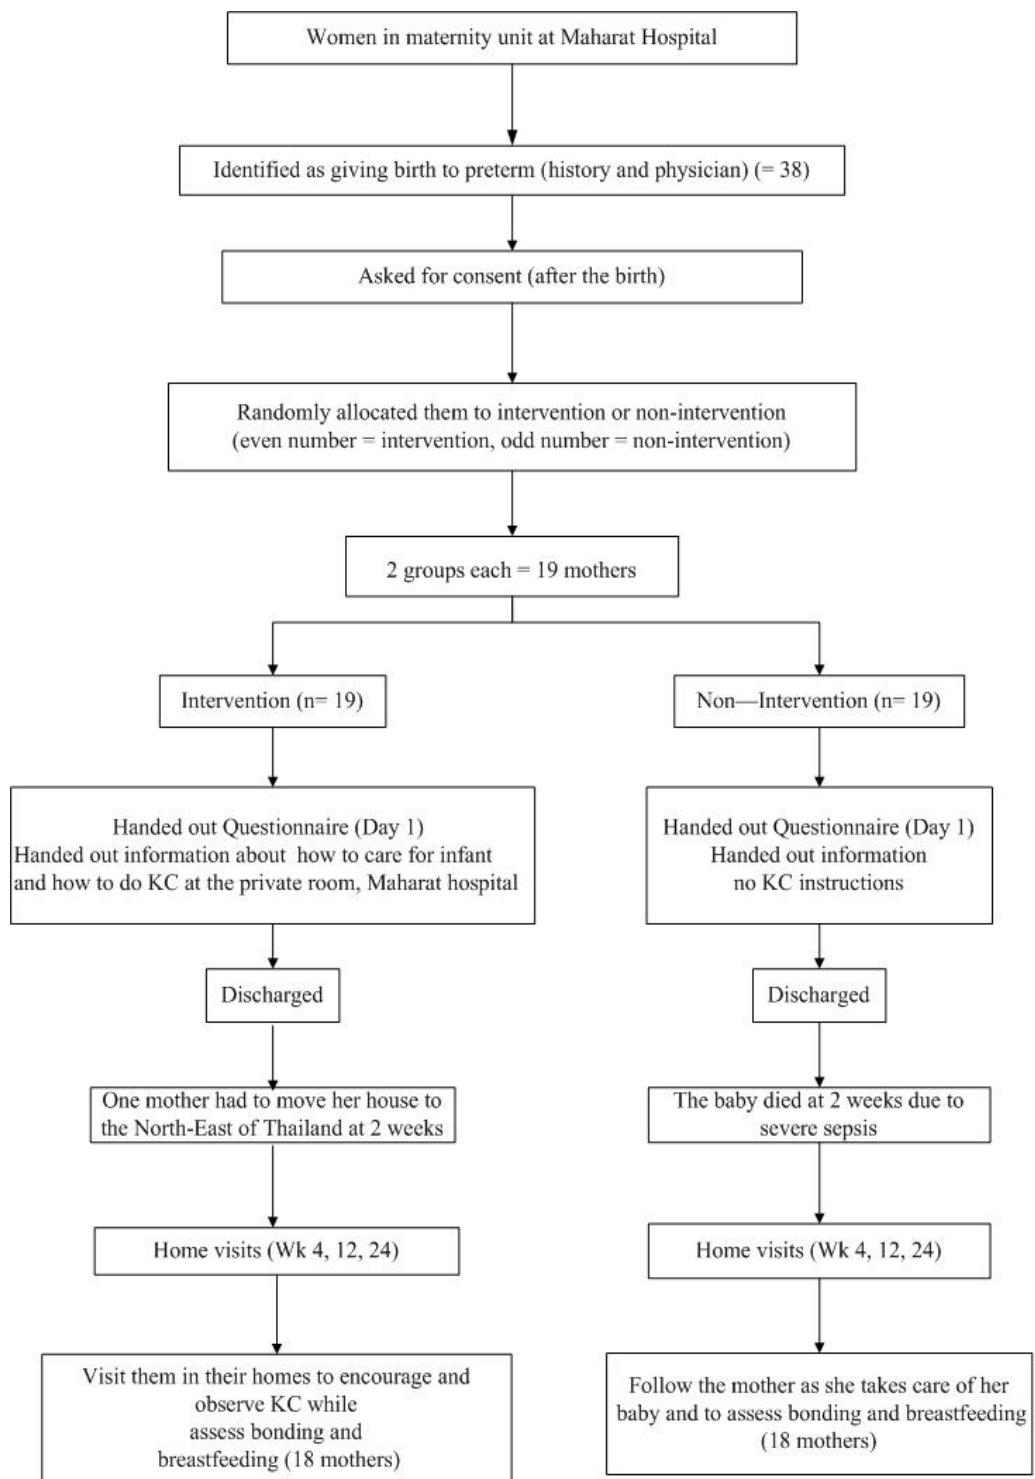 Women in maternity unit at Maharat Hospital
Identified as giving birth to preterm (history and physician) (= 38)
Asked for consent (after the birth)
Randomly allocated them to intervention or non-intervention
(even number = intervention, odd number = non-intervention)
2 groups each = 19 mothers
Intervention (n= 19)
Non—Intervention (n= 19)
Handed out Questionnaire (Day 1)
Handed out information about how to care for infant
and how to do KC at the private room, Maharat hospital
Handed out Questionnaire (Day 1)
Handed out information
no KC instructions
Discharged
Discharged
One mother had to move her house to
the North-East of Thailand at 2 weeks
The baby died at 2 weeks due to
severe sepsis
Home visits (Wk 4, 12, 24)
Home visits (Wk 4, 12, 24)
Visit them in their homes to encourage and
observe KC while
assess bonding and
breastfeeding (18 mothers)
Follow the mother as she takes care of her
baby and to assess bonding and breastfeeding
(18 mothers)